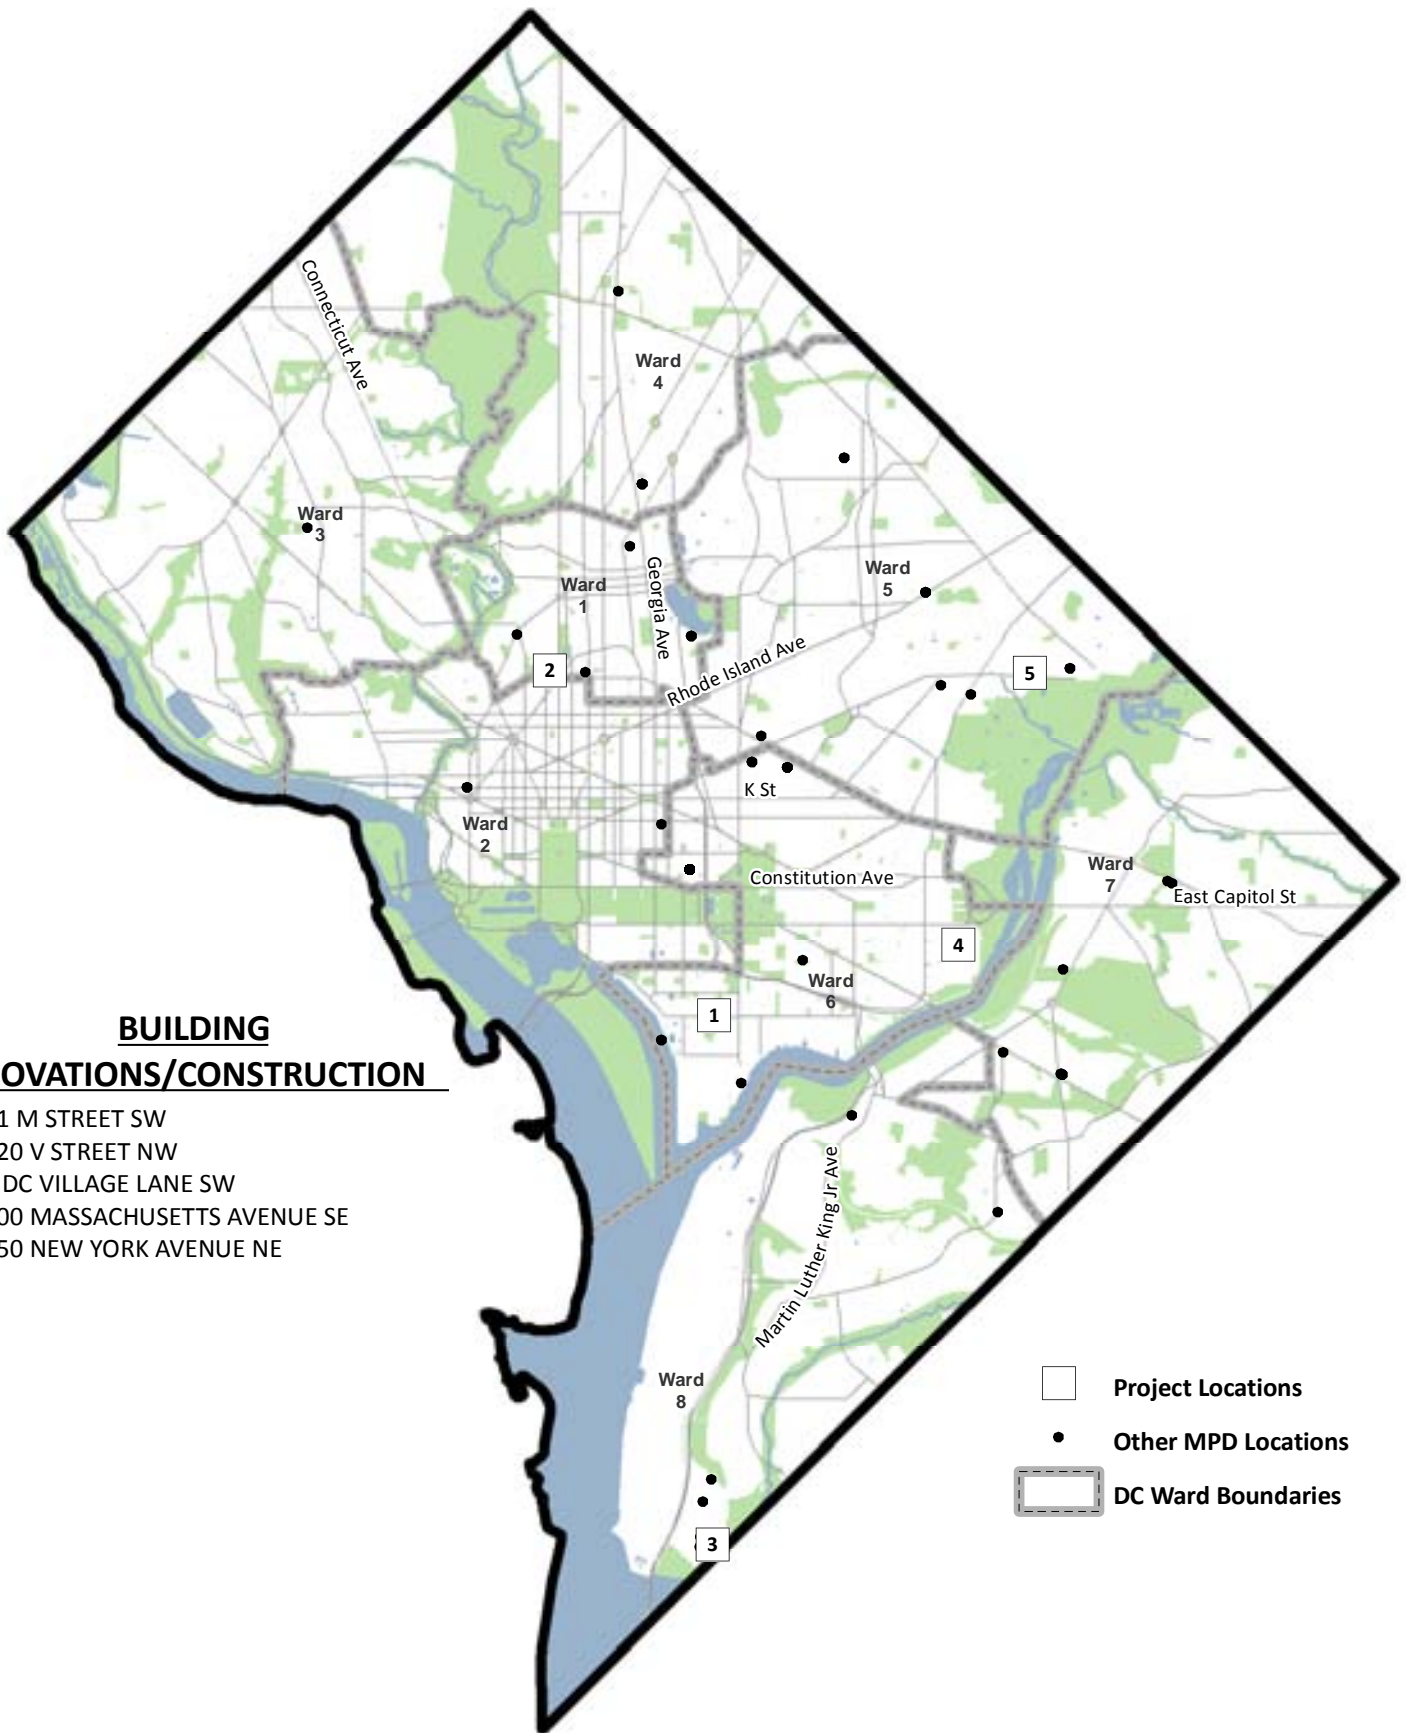 Connecticut Ave
Ward
4
Ward
3
Ward
1
Georgia Ave
Ward
5
2
Rhode Island Ave
5
K St
Ward
2
Ward
7
Constitution Ave
East Capitol St
4
Ward
6
1
BUILDING
OVATIONS/CONSTRUCTION
1 M STREET SW
20 V STREET NW
DC VILLAGE LANE SW
00 MASSACHUSETTS AVENUE SE
50 NEW YORK AVENUE NE
Martin Luther King Jr Ave
Ward
8
3
Project Locations
Other MPD Locations
DC Ward Boundaries